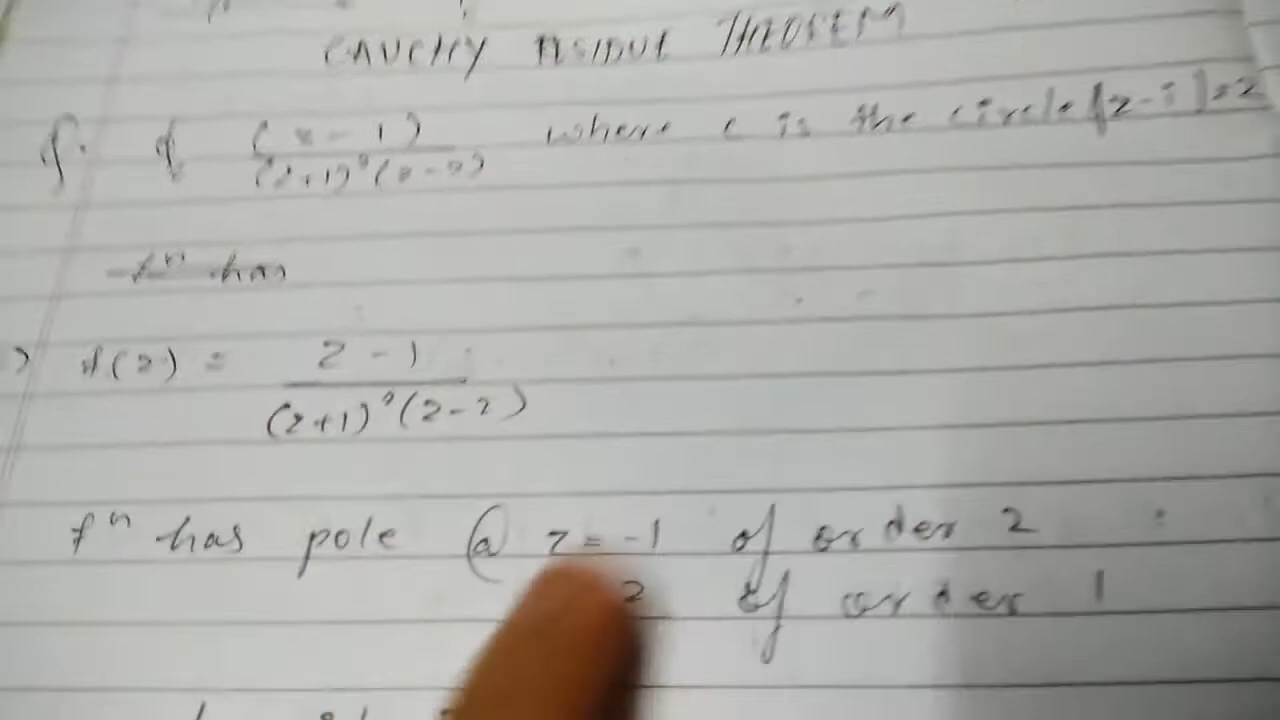 CAUCHY RESIDUE THEOREM
∮ (z-1) / (z+1)²(z-2) where c is the circle |z-i|=2
fⁿ has
f(z) = z-1 / (z+1)²(z-2)
fⁿ has pole @ z=-1 of order 2
2 of order 1